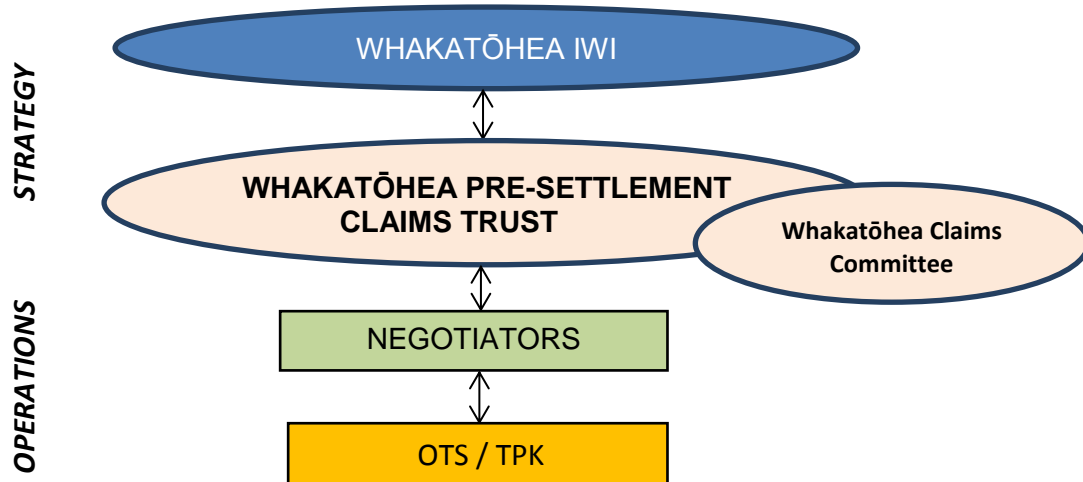 STRATEGY
WHAKATŌHEA IWI
WHAKATŌHEA PRE-SETTLEMENT
CLAIMS TRUST
Whakatōhea Claims
Committee
OPERATIONS
NEGOTIATORS
OTS / TPK